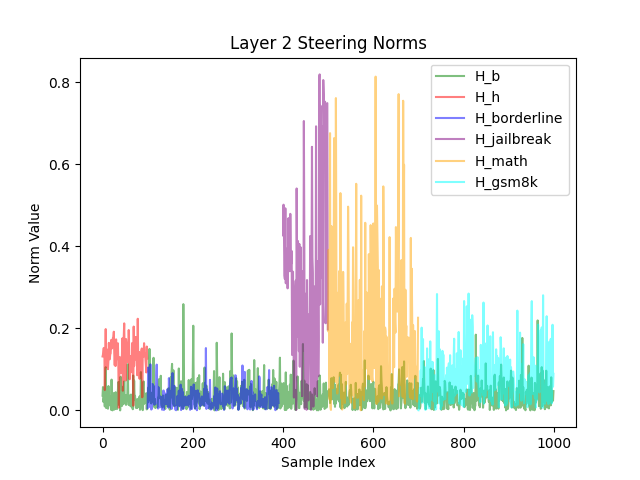 Layer 2 Steering Norms
H_b
H_h
H_borderline
H_jailbreak
H_math
H_gsm8k
0.8
0.6
0.4
0.2
0.0
Norm Value
0
200
400
600
800
1000
Sample Index